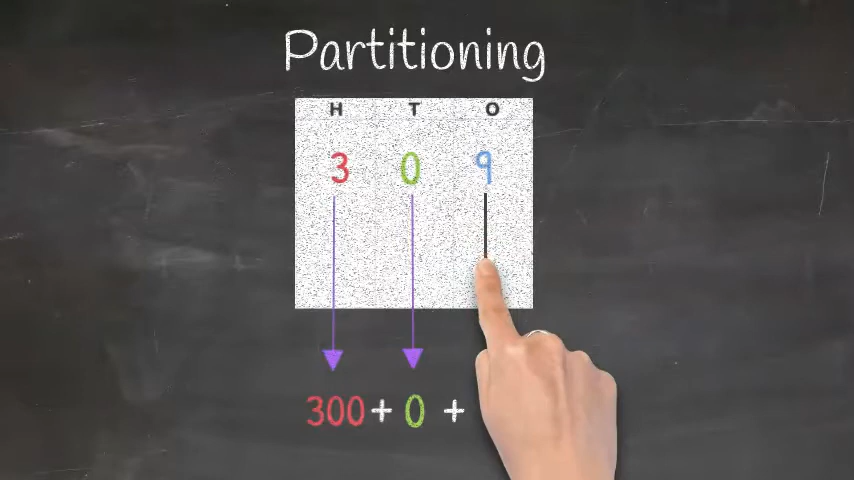 Partitioning
H T O
3 0 9
300 + 0 +